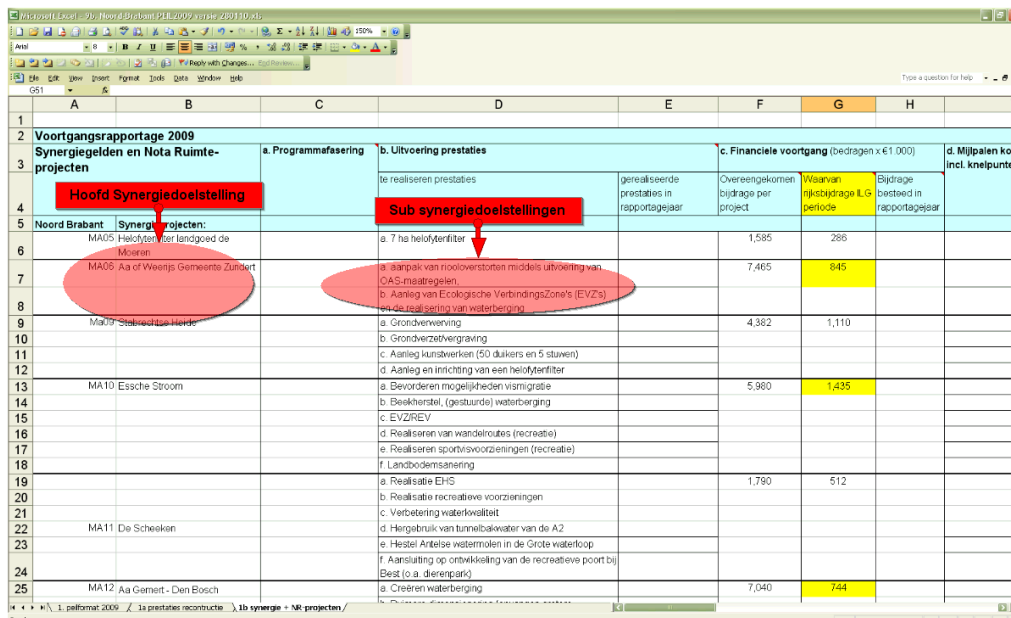 Microsoft Excel - 9b. Noord-Brabant PEIL2009 versie 280110.xls
150%
Arial 8 B I U %
Reply with Changes... End Review...
File Edit View Insert Format Tools Data Window Help Type a question for help
G51 fx
A B C D E F G H
1
2 Voortgangsrapportage 2009
3 Synergiegelden en Nota Ruimte-projecten a. Programmafasering b. Uitvoering prestaties c. Financiele voortgang (bedragen x €1.000) d. Mijlpalen ko
incl. knelpunte
Hoofd Synergiedoelstelling
Sub synergiedoelstellingen
4 te realiseren prestaties gerealiseerde prestaties in rapportagejaar Overeengekomen bijdrage per project Waarvan rijksbijdrage ILG periode Bijdrage besteed in rapportagejaar
5 Noord Brabant Synergieprojecten:
6 MA05 Helofytenfilter landgoed de Moeren a. 7 ha helofytenfilter 1,585 286
7 MA06 Aa of Weerijs Gemeente Zundert a. aanpak van riooloverstorten middels uitvoering van OAS-maatregelen, 7,465 845
8 b. Aanleg van Ecologische VerbindingsZone's (EVZ's) en de realisering van waterberging
9 Ma09 Stabrechtse Heide a. Grondverwerving 4,382 1,110
10 b. Grondverzet/vergraving
11 c. Aanleg kunstwerken (50 duikers en 5 stuwen)
12 d. Aanleg en inrichting van een helofytenfilter
13 MA10 Essche Stroom a. Bevorderen mogelijkheden vismigratie 5,980 1,435
14 b. Beekherstel, (gestuurde) waterberging
15 c. EVZ/REV
16 d. Realiseren van wandelroutes (recreatie)
17 e. Realiseren sportvisvoorzieningen (recreatie)
18 f. Landbodemsanering
19 a. Realisatie EHS 1,790 512
20 b. Realisatie recreatieve voorzieningen
21 c. Verbetering waterkwaliteit
22 MA11 De Scheeken d. Hergebruik van tunnelbakwater van de A2
23 e. Hestel Antelse watermolen in de Grote waterloop
24 f. Aansluiting op ontwikkeling van de recreatieve poort bij Best (o.a. dierenpark)
25 MA12 Aa Gemert - Den Bosch a. Creëren waterberging 7,040 744
1. pelformat 2009 1a prestaties recontructie 1b synergie + NR-projecten